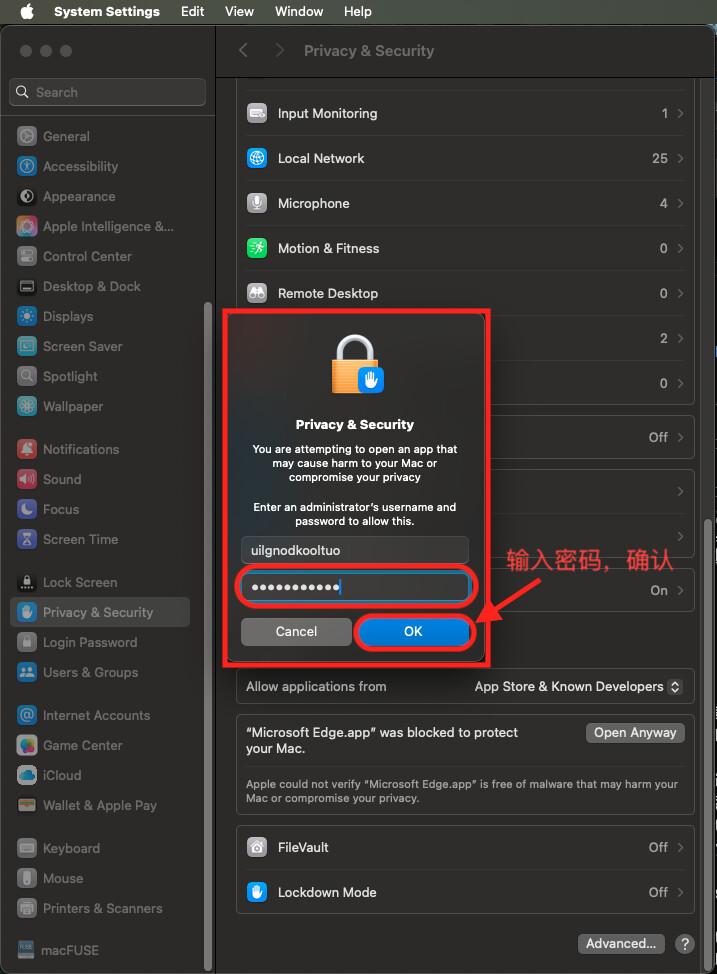 System Settings Edit View Window Help
Privacy & Security
Search
General
Accessibility
Appearance
Apple Intelligence &...
Control Center
Desktop & Dock
Displays
Screen Saver
Spotlight
Wallpaper
Notifications
Sound
Focus
Screen Time
Lock Screen
Privacy & Security
Login Password
Users & Groups
Internet Accounts
Game Center
iCloud
Wallet & Apple Pay
Keyboard
Mouse
Printers & Scanners
FUSE macFUSE
Input Monitoring 1
Local Network 25
Microphone 4
Motion & Fitness 0
Remote Desktop 0
2
0
Off
On
Privacy & Security
You are attempting to open an app that
may cause harm to your Mac or
compromise your privacy
Enter an administrator's username and
password to allow this.
uilgnodkooltuo
•••••••••••
Cancel OK
输入密码，确认
Allow applications from App Store & Known Developers
“Microsoft Edge.app” was blocked to protect
your Mac.
Open Anyway
Apple could not verify “Microsoft Edge.app” is free of malware that may harm your
Mac or compromise your privacy.
FileVault Off
Lockdown Mode Off
Advanced... ?